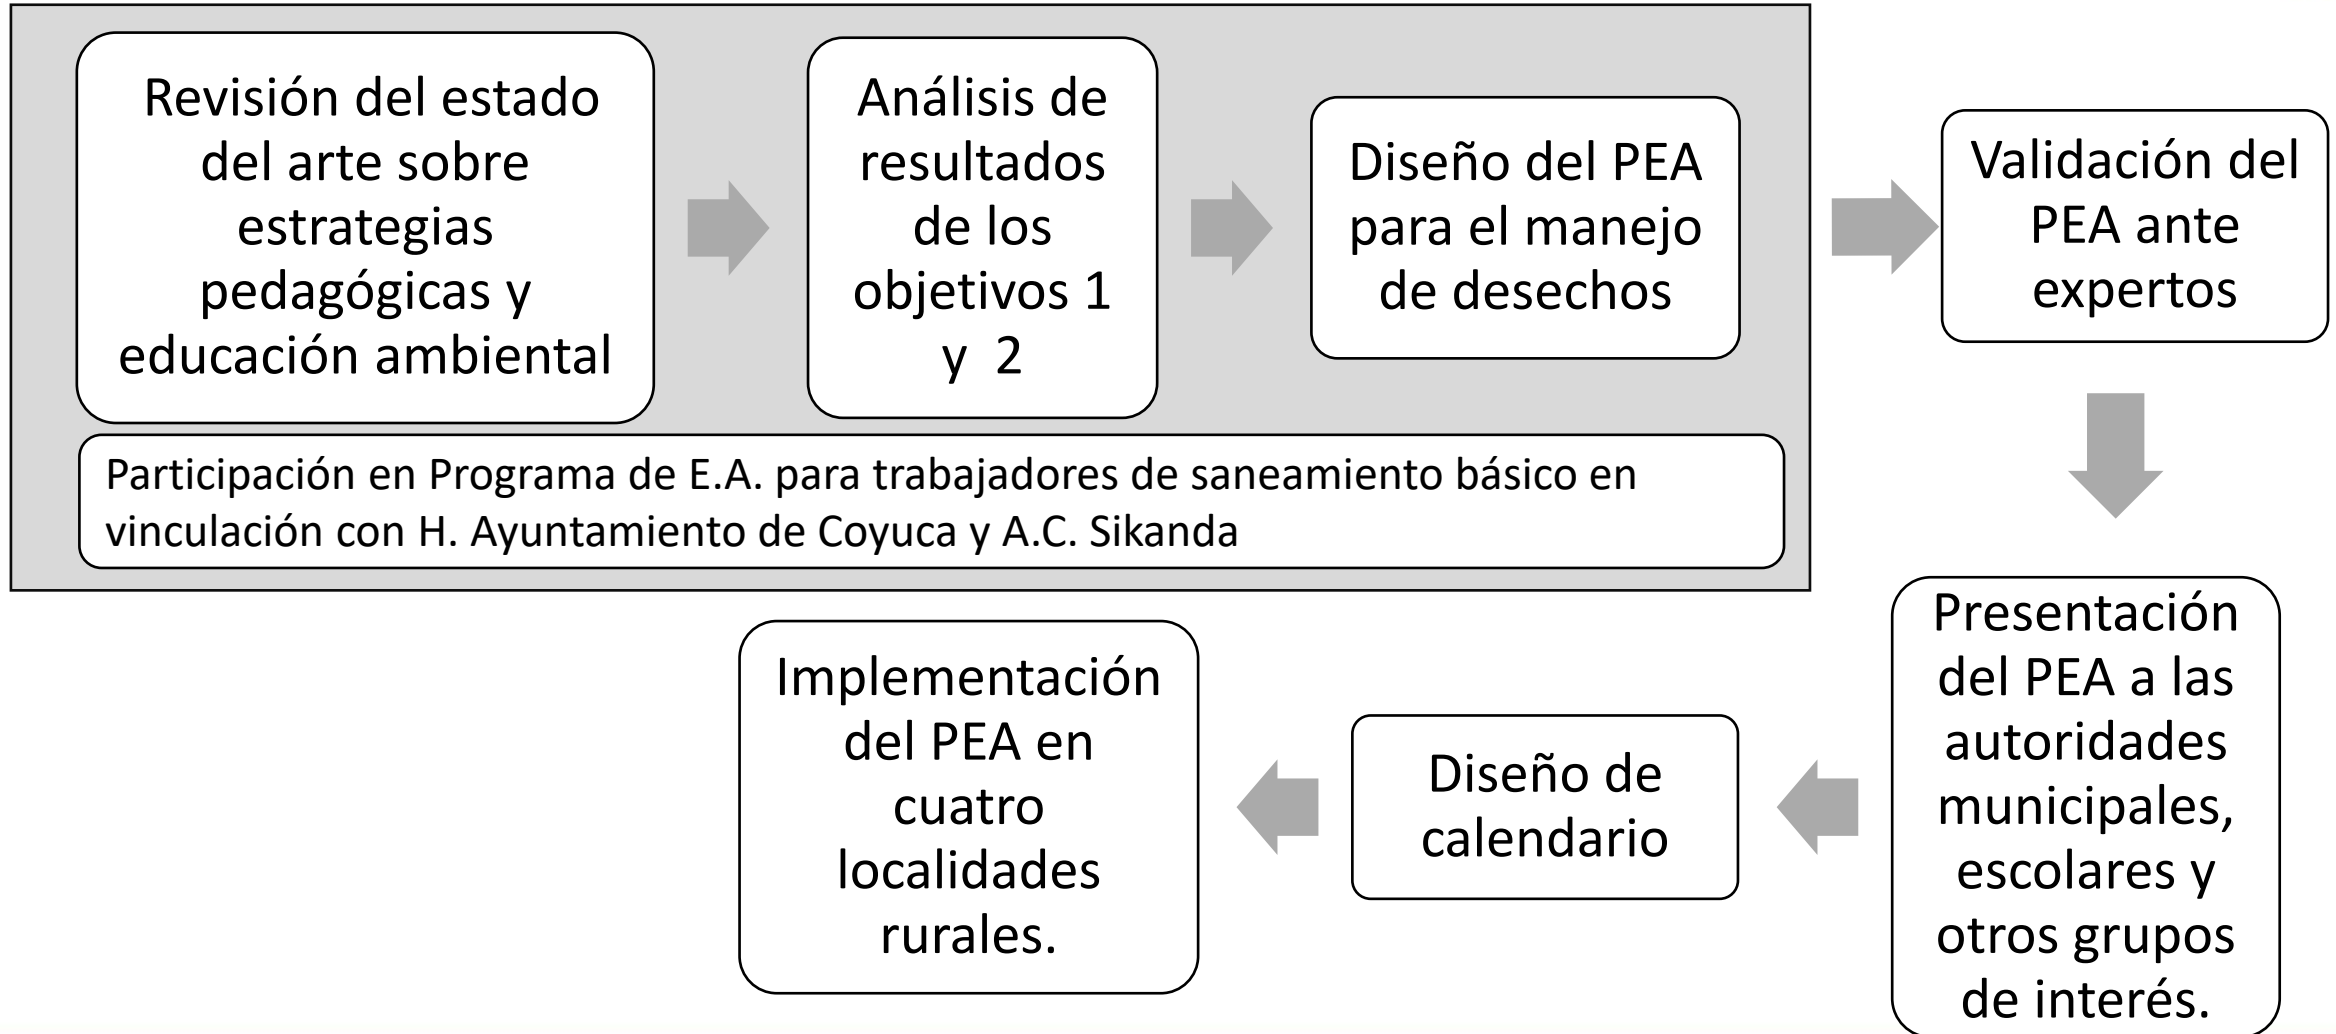 Revisión del estado
del arte sobre
estrategias
pedagógicas y
educación ambiental
Análisis de
resultados
de los
objetivos 1
y 2
Diseño del PEA
para el manejo
de desechos
Validación del
PEA ante
expertos
Participación en Programa de E.A. para trabajadores de saneamiento básico en
vinculación con H. Ayuntamiento de Coyuca y A.C. Sikanda
Presentación
del PEA a las
autoridades
municipales,
escolares y
otros grupos
de interés.
Diseño de
calendario
Implementación
del PEA en
cuatro
localidades
rurales.